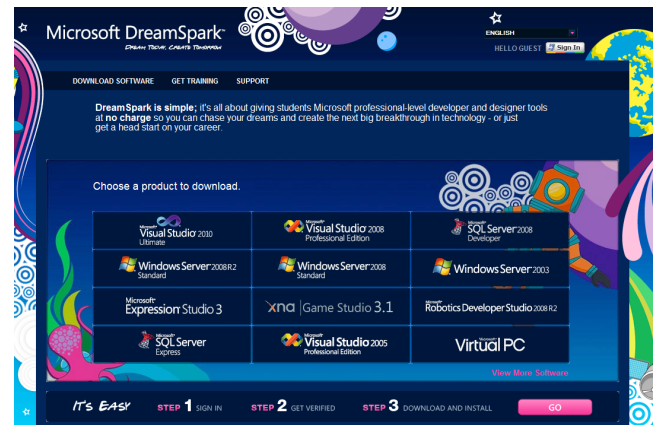 Microsoft DreamSpark™
Dream Today, Create Tomorrow
ENGLISH
HELLO GUEST Sign In
DOWNLOAD SOFTWARE GET TRAINING SUPPORT
DreamSpark is simple; it's all about giving students Microsoft professional-level developer and designer tools
at no charge so you can chase your dreams and create the next big breakthrough in technology - or just
get a head start on your career.
Choose a product to download.
Microsoft Visual Studio 2010 Ultimate
Microsoft Visual Studio 2008 Professional Edition
Microsoft SQL Server 2008 Developer
Windows Server 2008 R2 Standard
Windows Server 2008 Standard
Windows Server 2003
Microsoft Expression Studio 3
xna Game Studio 3.1
Microsoft Robotics Developer Studio 2008 R2
Microsoft SQL Server Express
Microsoft Visual Studio 2005 Professional Edition
Microsoft Virtual PC
View More Software
IT'S EASY STEP 1 SIGN IN STEP 2 GET VERIFIED STEP 3 DOWNLOAD AND INSTALL GO